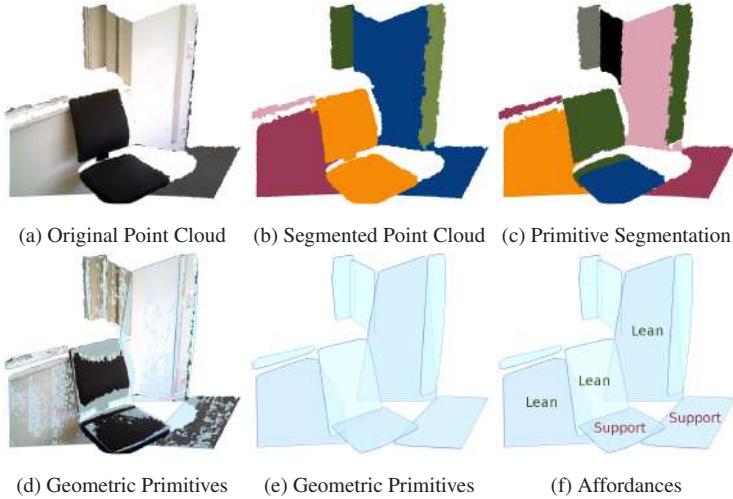 (a) Original Point Cloud
(b) Segmented Point Cloud
(c) Primitive Segmentation
Lean
Lean
Lean
Support
Support
(d) Geometric Primitives
(e) Geometric Primitives
(f) Affordances